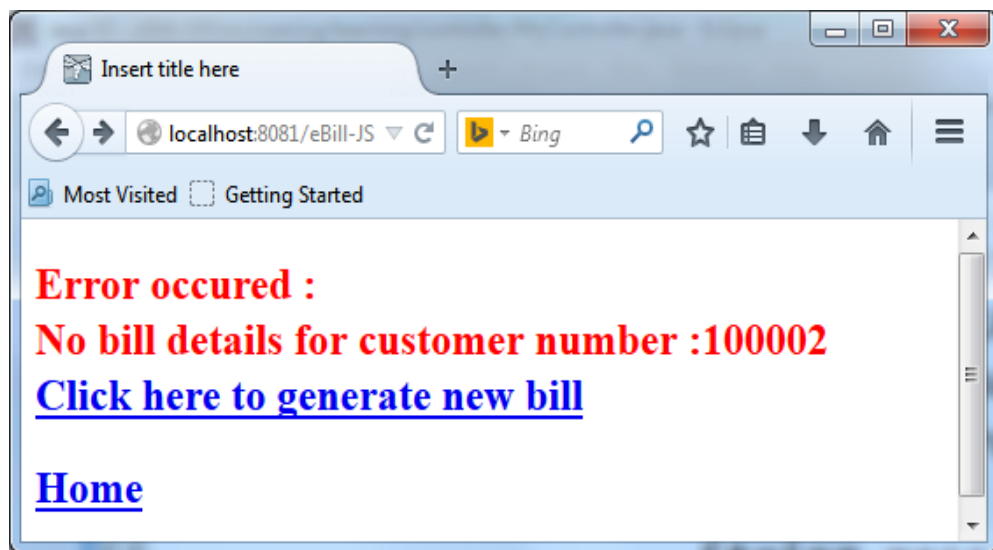 Insert title here
localhost:8081/eBill-JS
Bing
Most Visited
Getting Started
Error occured :
No bill details for customer number :100002
Click here to generate new bill
Home